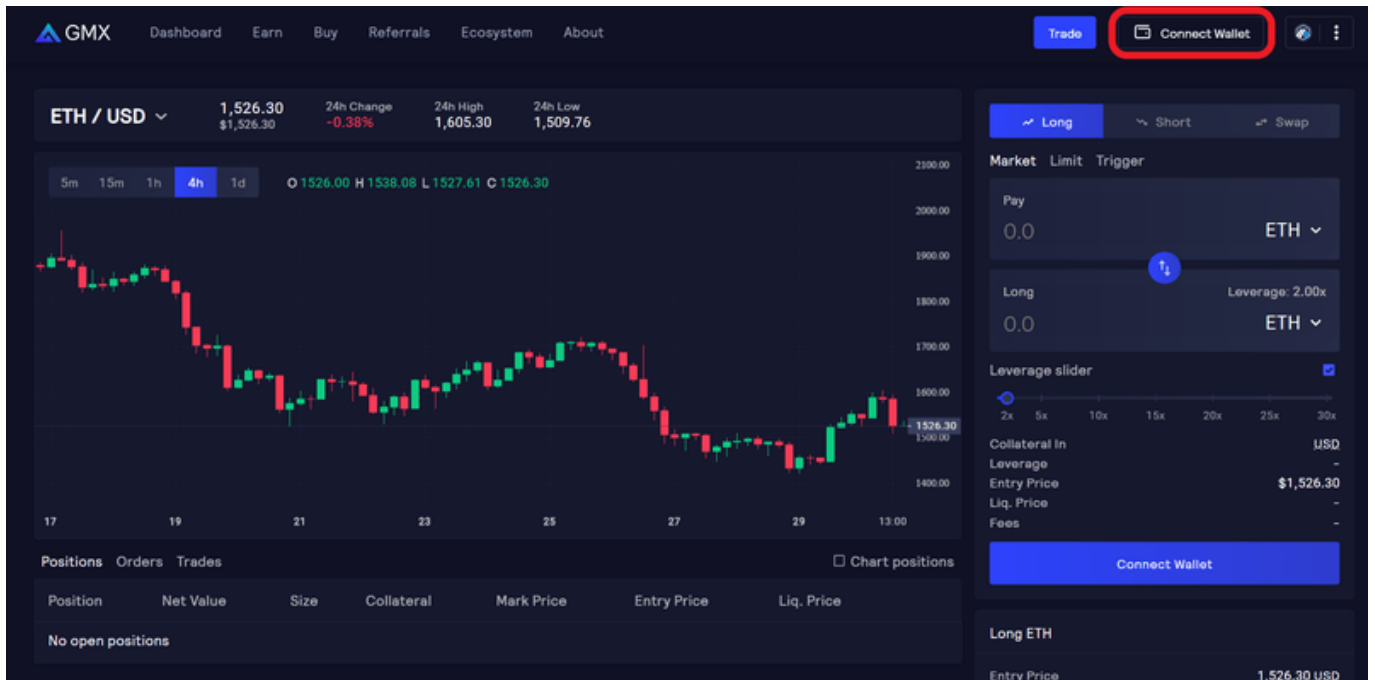 GMX Dashboard Earn Buy Referrals Ecosystem About Trade Connect Wallet
ETH / USD
1,526.30
$1,526.30
24h Change
-0.38%
24h High
1,605.30
24h Low
1,509.76
5m 15m 1h 4h 1d O 1526.00 H 1538.08 L 1527.61 C 1526.30
2100.00
2000.00
1900.00
1800.00
1700.00
1600.00
1526.30
1500.00
1400.00
17 19 21 23 25 27 29 13:00
Positions Orders Trades Chart positions
Position Net Value Size Collateral Mark Price Entry Price Liq. Price
No open positions
Long Short Swap
Market Limit Trigger
Pay
0.0 ETH
Long Leverage: 2.00x
0.0 ETH
Leverage slider
2x 5x 10x 15x 20x 25x 30x
Collateral In USD
Leverage -
Entry Price $1,526.30
Liq. Price -
Fees -
Connect Wallet
Long ETH
Entry Price 1,526.30 USD